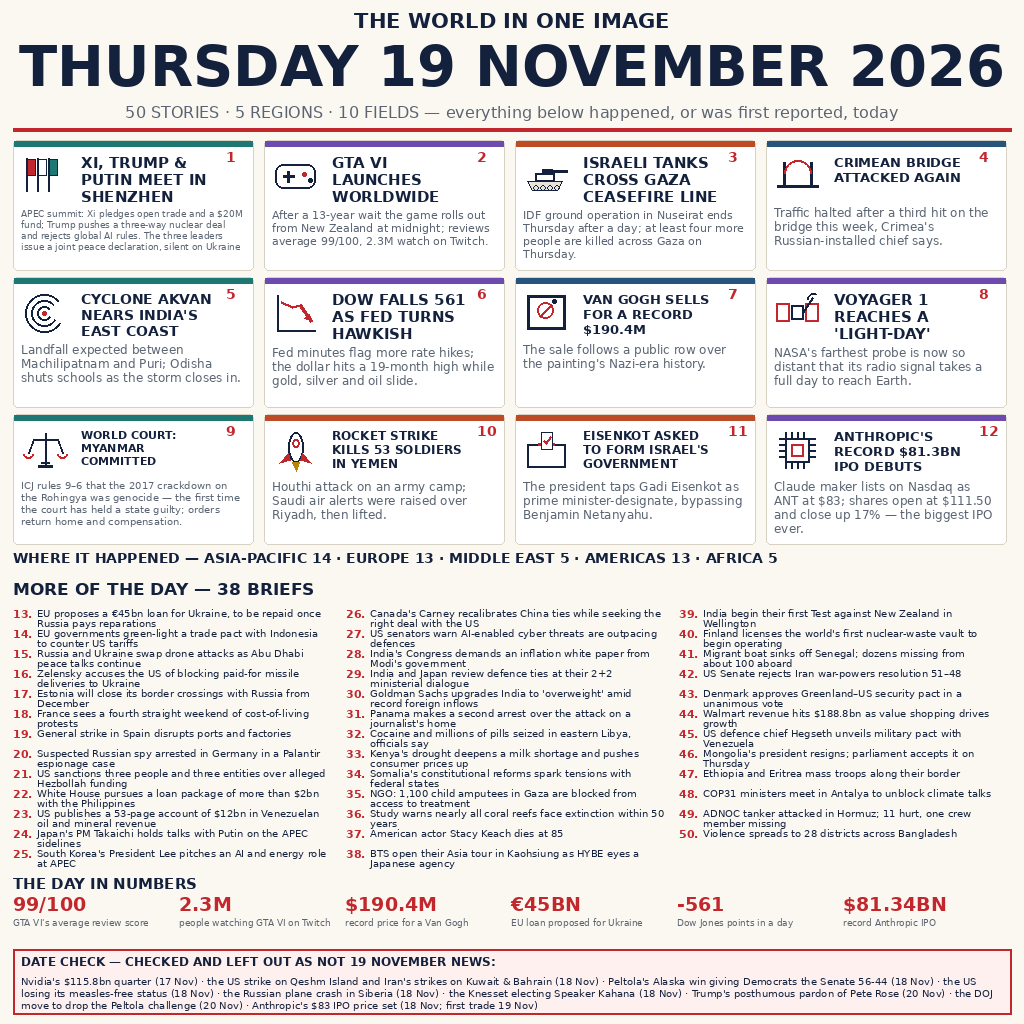 THE WORLD IN ONE IMAGE
THURSDAY 19 NOVEMBER 2026
50 STORIES · 5 REGIONS · 10 FIELDS — everything below happened, or was first reported, today
XI, TRUMP &
PUTIN MEET IN
SHENZHEN
1
APEC summit: Xi pledges open trade and a $20M
fund; Trump pushes a three-way nuclear deal
and rejects global AI rules. The three leaders
issue a joint peace declaration, silent on Ukraine
GTA VI
LAUNCHES
WORLDWIDE
2
After a 13-year wait the game rolls out
from New Zealand at midnight; reviews
average 99/100, 2.3M watch on Twitch.
ISRAELI TANKS
CROSS GAZA
CEASEFIRE LINE
3
IDF ground operation in Nuseirat ends
Thursday after a day; at least four more
people are killed across Gaza on
Thursday.
CRIMEAN BRIDGE
ATTACKED AGAIN
4
Traffic halted after a third hit on the
bridge this week, Crimea's
Russian-installed chief says.
CYCLONE AKVAN
NEARS INDIA'S
EAST COAST
5
Landfall expected between
Machilipatnam and Puri; Odisha
shuts schools as the storm closes in.
DOW FALLS 561
AS FED TURNS
HAWKISH
6
Fed minutes flag more rate hikes;
the dollar hits a 19-month high while
gold, silver and oil slide.
VAN GOGH SELLS
FOR A RECORD
$190.4M
7
The sale follows a public row over
the painting's Nazi-era history.
VOYAGER 1
REACHES A
'LIGHT-DAY'
8
NASA's farthest probe is now so
distant that its radio signal takes a
full day to reach Earth.
WORLD COURT:
MYANMAR
COMMITTED
9
ICJ rules 9–6 that the 2017 crackdown on
the Rohingya was genocide — the first time
the court has held a state guilty; orders
return home and compensation.
ROCKET STRIKE
KILLS 53 SOLDIERS
IN YEMEN
10
Houthi attack on an army camp;
Saudi air alerts were raised over
Riyadh, then lifted.
EISENKOT ASKED
TO FORM ISRAEL'S
GOVERNMENT
11
The president taps Gadi Eisenkot as
prime minister-designate, bypassing
Benjamin Netanyahu.
ANTHROPIC'S
RECORD $81.3BN
IPO DEBUTS
12
Claude maker lists on Nasdaq as
ANT at $83; shares open at $111.50
and close up 17% — the biggest IPO
ever.
WHERE IT HAPPENED — ASIA-PACIFIC 14 · EUROPE 13 · MIDDLE EAST 5 · AMERICAS 13 · AFRICA 5
MORE OF THE DAY — 38 BRIEFS
13. EU proposes a €45bn loan for Ukraine, to be repaid once
Russia pays reparations
14. EU governments green-light a trade pact with Indonesia
to counter US tariffs
15. Russia and Ukraine swap drone attacks as Abu Dhabi
peace talks continue
16. Zelensky accuses the US of blocking paid-for missile
deliveries to Ukraine
17. Estonia will close its border crossings with Russia from
December
18. France sees a fourth straight weekend of cost-of-living
protests
19. General strike in Spain disrupts ports and factories
20. Suspected Russian spy arrested in Germany in a Palantir
espionage case
21. US sanctions three people and three entities over alleged
Hezbollah funding
22. White House pursues a loan package of more than $2bn
with the Philippines
23. US publishes a 53-page account of $12bn in Venezuelan
oil and mineral revenue
24. Japan's PM Takaichi holds talks with Putin on the APEC
sidelines
25. South Korea's President Lee pitches an AI and energy role
at APEC
26. Canada's Carney recalibrates China ties while seeking the
right deal with the US
27. US senators warn AI-enabled cyber threats are outpacing
defences
28. India's Congress demands an inflation white paper from
Modi's government
29. India and Japan review defence ties at their 2+2
ministerial dialogue
30. Goldman Sachs upgrades India to 'overweight' amid
record foreign inflows
31. Panama makes a second arrest over the attack on a
journalist's home
32. Cocaine and millions of pills seized in eastern Libya,
officials say
33. Kenya's drought deepens a milk shortage and pushes
consumer prices up
34. Somalia's constitutional reforms spark tensions with
federal states
35. NGO: 1,100 child amputees in Gaza are blocked from
access to treatment
36. Study warns nearly all coral reefs face extinction within 50
years
37. American actor Stacy Keach dies at 85
38. BTS open their Asia tour in Kaohsiung as HYBE eyes a
Japanese agency
39. India begin their first Test against New Zealand in
Wellington
40. Finland licenses the world's first nuclear-waste vault to
begin operating
41. Migrant boat sinks off Senegal; dozens missing from
about 100 aboard
42. US Senate rejects Iran war-powers resolution 51–48
43. Denmark approves Greenland–US security pact in a
unanimous vote
44. Walmart revenue hits $188.8bn as value shopping drives
growth
45. US defence chief Hegseth unveils military pact with
Venezuela
46. Mongolia's president resigns; parliament accepts it on
Thursday
47. Ethiopia and Eritrea mass troops along their border
48. COP31 ministers meet in Antalya to unblock climate talks
49. ADNOC tanker attacked in Hormuz; 11 hurt, one crew
member missing
50. Violence spreads to 28 districts across Bangladesh
THE DAY IN NUMBERS
99/100
GTA VI's average review score
2.3M
people watching GTA VI on Twitch
$190.4M
record price for a Van Gogh
€45BN
EU loan proposed for Ukraine
-561
Dow Jones points in a day
$81.34BN
record Anthropic IPO
DATE CHECK — CHECKED AND LEFT OUT AS NOT 19 NOVEMBER NEWS:
Nvidia's $115.8bn quarter (17 Nov) · the US strike on Qeshm Island and Iran's strikes on Kuwait & Bahrain (18 Nov) · Peltola's Alaska win giving Democrats the Senate 56-44 (18 Nov) · the US
losing its measles-free status (18 Nov) · the Russian plane crash in Siberia (18 Nov) · the Knesset electing Speaker Kahana (18 Nov) · Trump's posthumous pardon of Pete Rose (20 Nov) · the DOJ
move to drop the Peltola challenge (20 Nov) · Anthropic's $83 IPO price set (18 Nov; first trade 19 Nov)